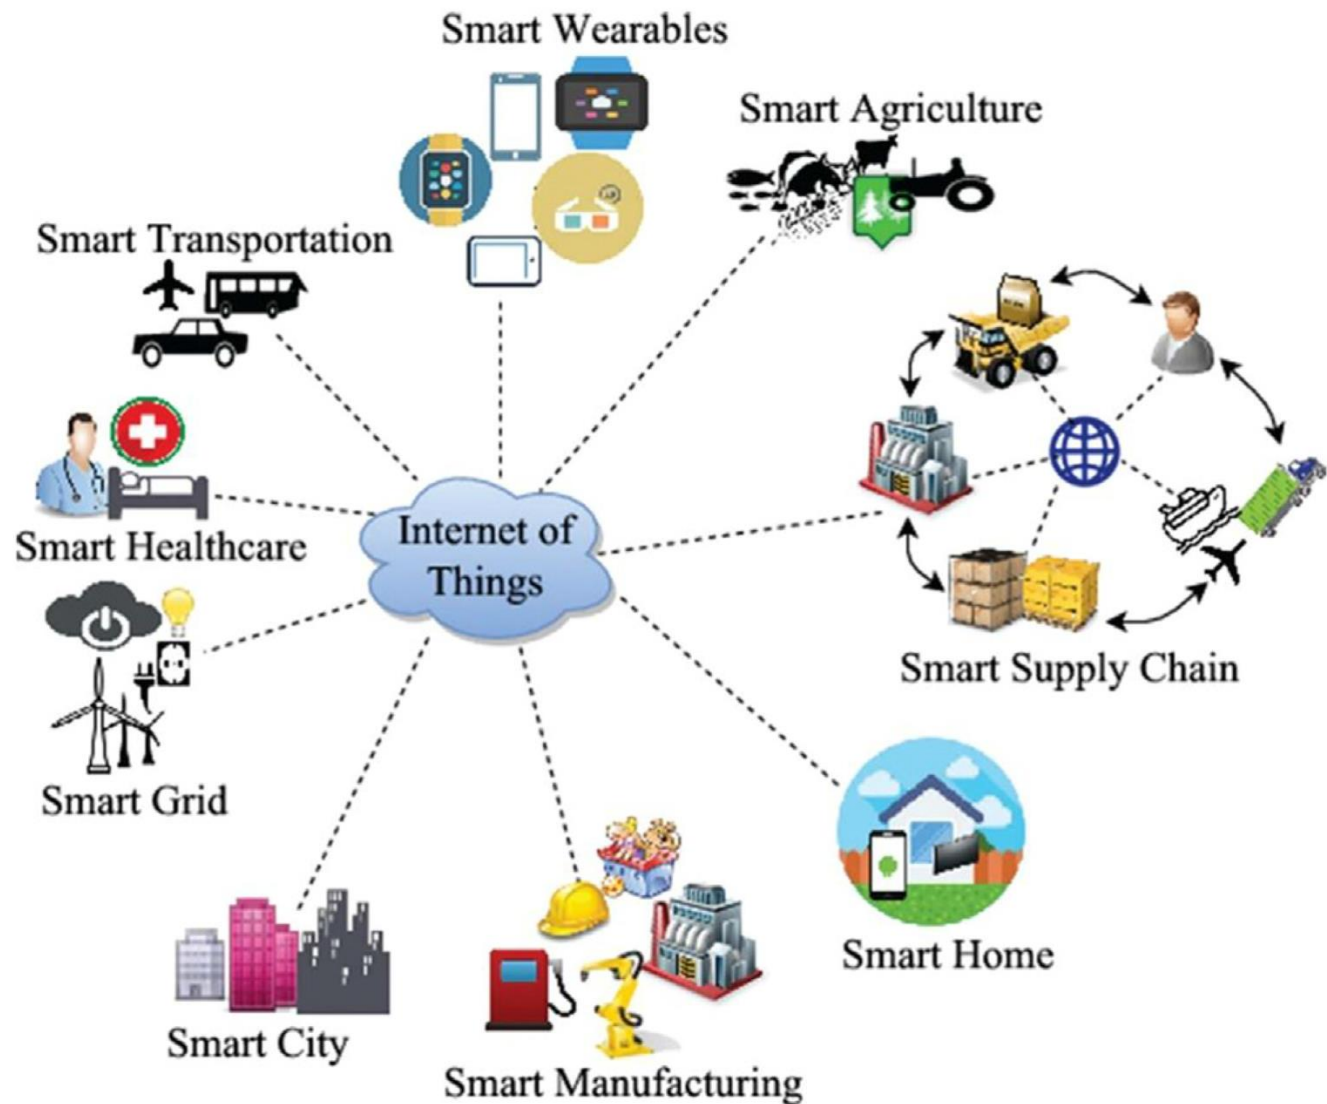 Smart Wearables
Smart Agriculture
Smart Transportation
Smart Healthcare
Internet of
Things
Smart Supply Chain
Smart Grid
Smart Home
Smart City
Smart Manufacturing